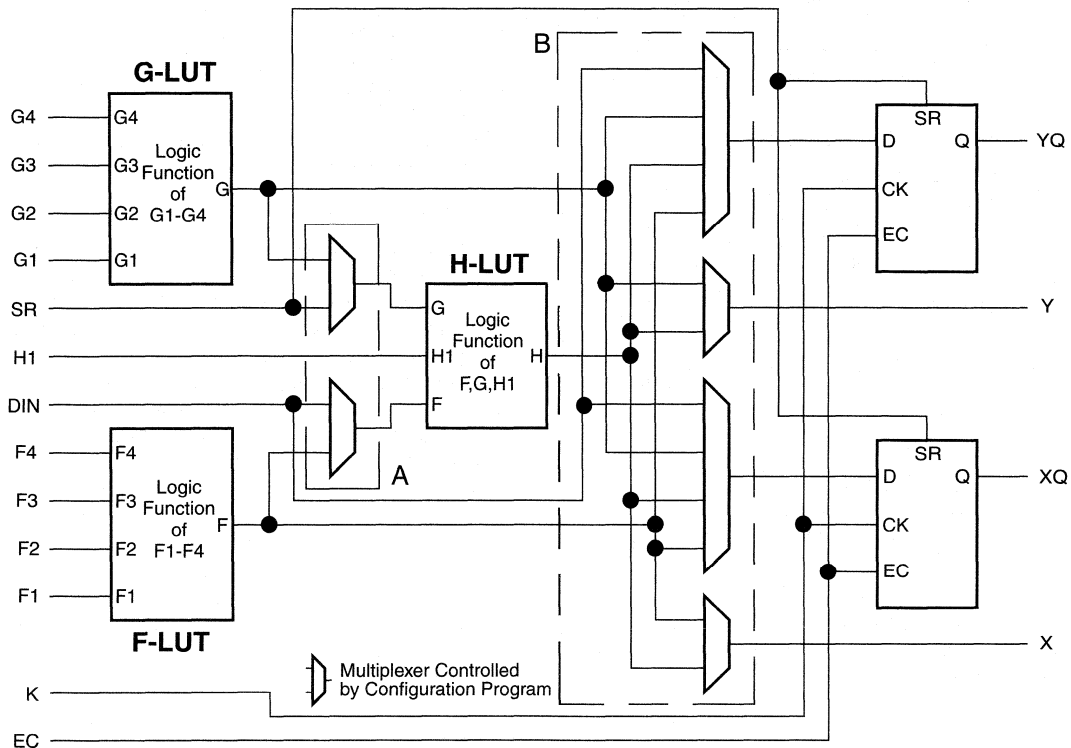 B
G-LUT
G4
G3
G2
G1
SR
H1
DIN
F4
F3
F2
F1
K
EC
G4
G3
G2
G1
Logic
Function
of
G1-G4
G
H-LUT
G
H1
F
Logic
Function
of
F,G,H1
H
A
F4
F3
F2
F1
Logic
Function
of
F1-F4
F
F-LUT
Multiplexer Controlled
by Configuration Program
SR
D
Q
CK
EC
YQ
Y
SR
D
Q
CK
EC
XQ
X